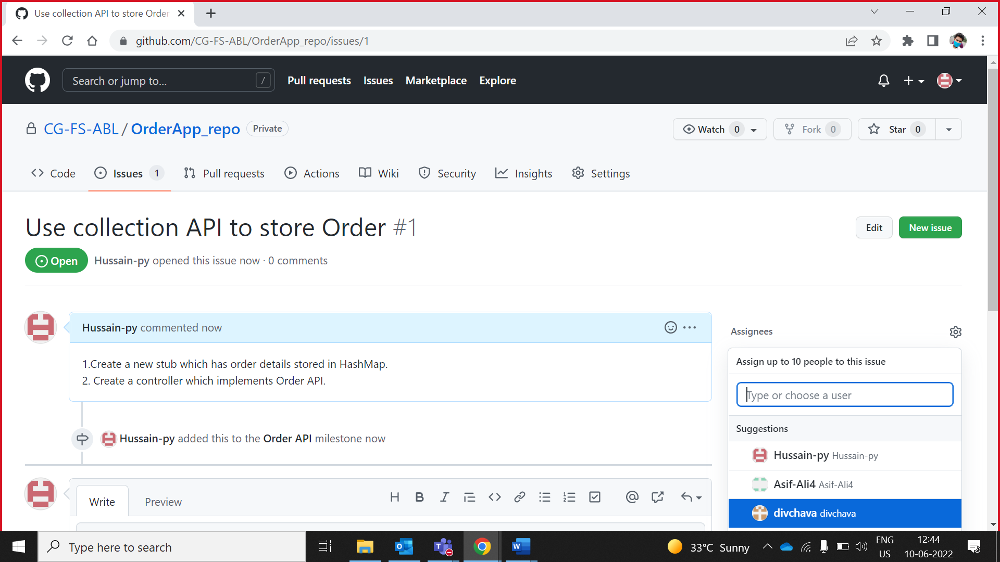 Use collection API to store Order
github.com/CG-FS-ABL/OrderApp_repo/issues/1
Search or jump to... /
Pull requests Issues Marketplace Explore
CG-FS-ABL / OrderApp_repo Private
Watch 0 Fork 0 Star 0
Code Issues 1 Pull requests Actions Wiki Security Insights Settings
Use collection API to store Order #1
Edit New issue
Open Hussain-py opened this issue now · 0 comments
Hussain-py commented now
1.Create a new stub which has order details stored in HashMap.
2. Create a controller which implements Order API.
Hussain-py added this to the Order API milestone now
Write Preview
Assignees
Assign up to 10 people to this issue
Type or choose a user
Suggestions
Hussain-py Hussain-py
Asif-Ali4 Asif-Ali4
divchava divchava
Type here to search
33°C Sunny
ENG
US
12:44
10-06-2022